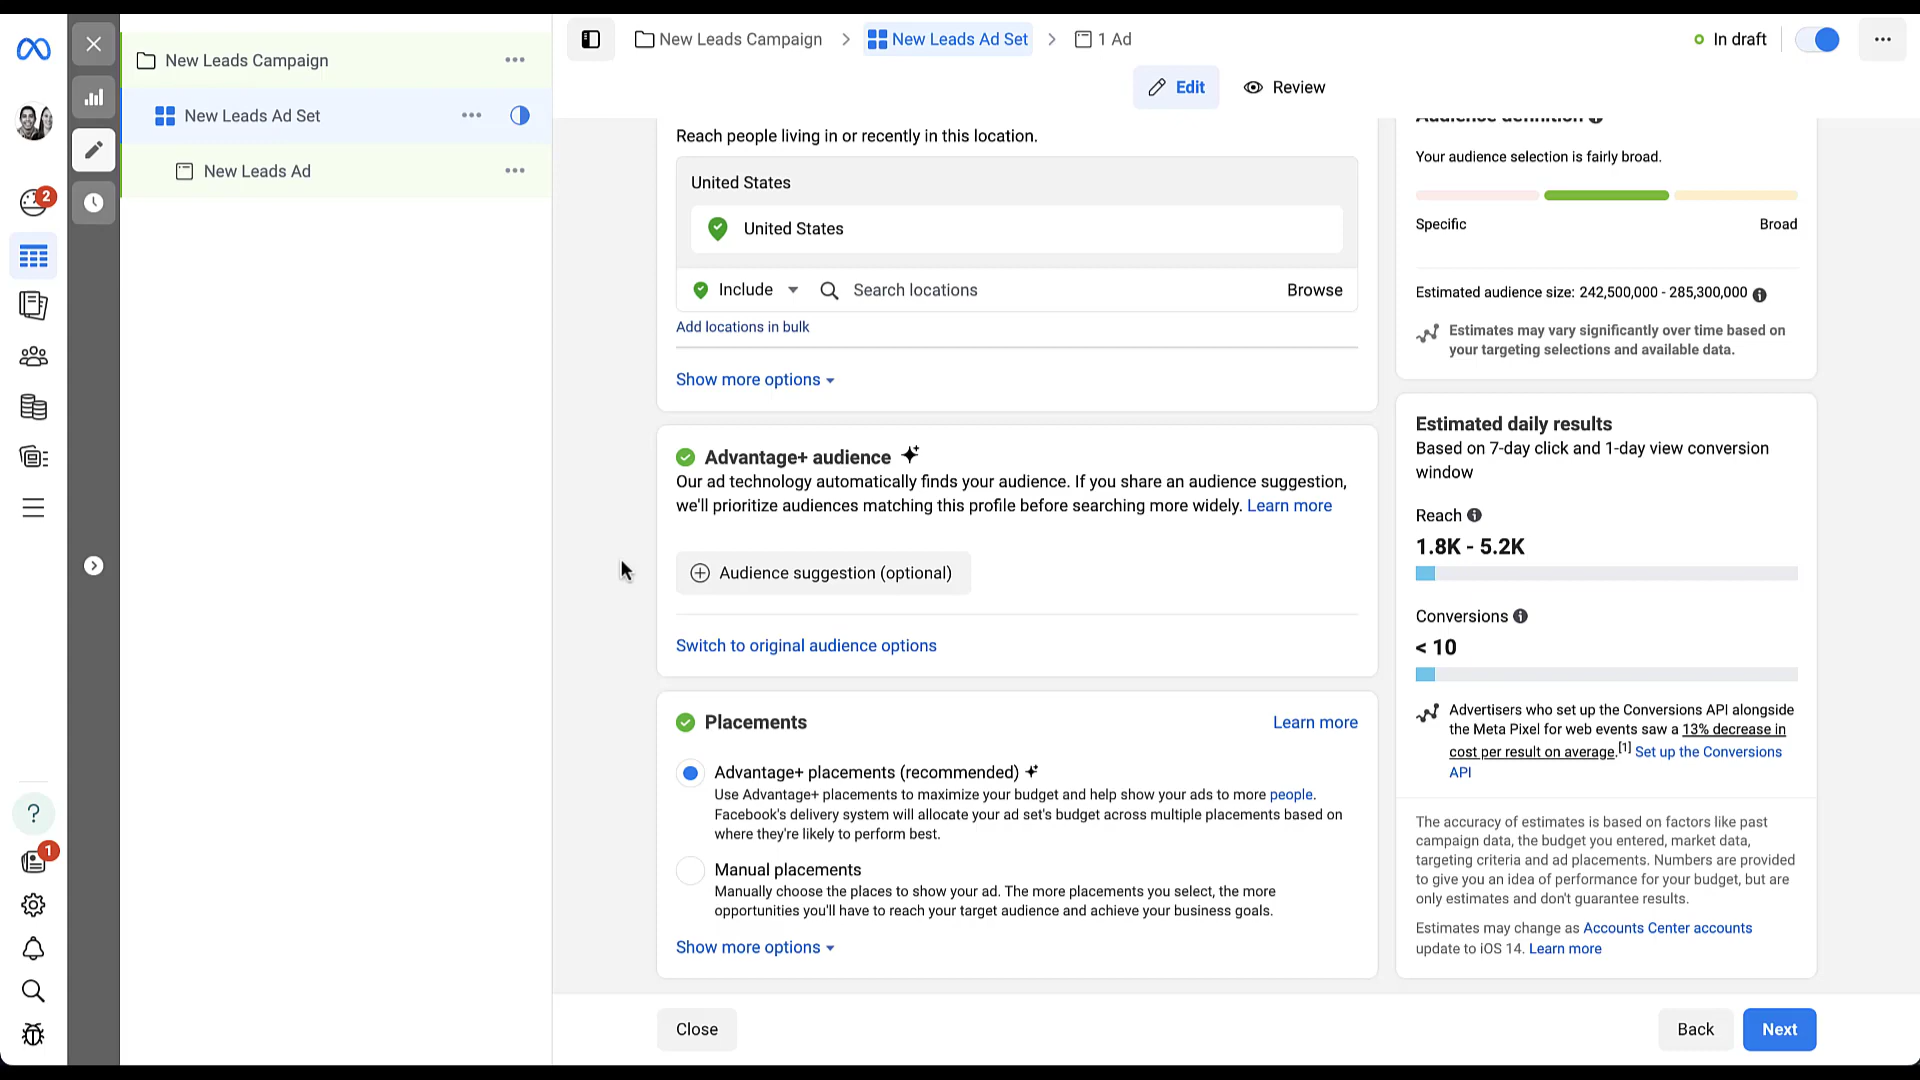 New Leads Campaign
New Leads Ad Set
1 Ad
In draft
Edit
Review
New Leads Campaign
New Leads Ad Set
New Leads Ad
2
1
Reach people living in or recently in this location.
United States
United States
Include
Search locations
Browse
Add locations in bulk
Show more options
Advantage+ audience
Our ad technology automatically finds your audience. If you share an audience suggestion,
we'll prioritize audiences matching this profile before searching more widely. Learn more
Audience suggestion (optional)
Switch to original audience options
Placements
Learn more
Advantage+ placements (recommended)
Use Advantage+ placements to maximize your budget and help show your ads to more people.
Facebook's delivery system will allocate your ad set's budget across multiple placements based on
where they're likely to perform best.
Manual placements
Manually choose the places to show your ad. The more placements you select, the more
opportunities you'll have to reach your target audience and achieve your business goals.
Show more options
Audience definition
Your audience selection is fairly broad.
Specific
Broad
Estimated audience size: 242,500,000 - 285,300,000
Estimates may vary significantly over time based on
your targeting selections and available data.
Estimated daily results
Based on 7-day click and 1-day view conversion
window
Reach
1.8K - 5.2K
Conversions
< 10
Advertisers who set up the Conversions API alongside
the Meta Pixel for web events saw a 13% decrease in
cost per result on average.[1] Set up the Conversions
API
The accuracy of estimates is based on factors like past
campaign data, the budget you entered, market data,
targeting criteria and ad placements. Numbers are provided
to give you an idea of performance for your budget, but are
only estimates and don't guarantee results.
Estimates may change as Accounts Center accounts
update to iOS 14. Learn more
Close
Back
Next